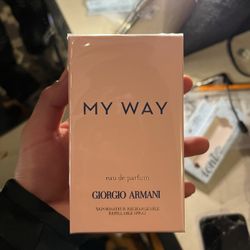 MY WAY
eau de parfum
GIORGIO ARMANI
VAPORISATEUR RECHARGEABLE
REFILLABLE SPRAY